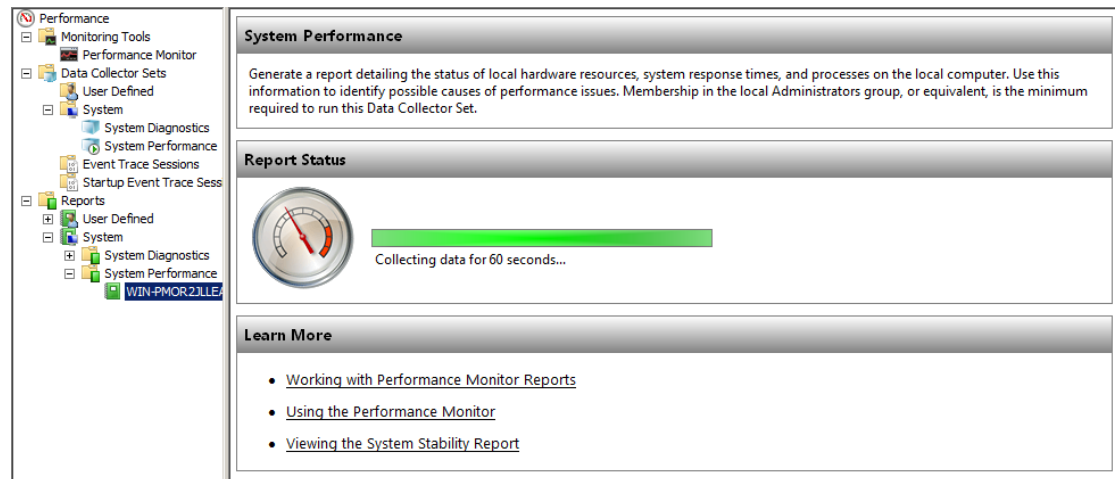 Performance
Monitoring Tools
Performance Monitor
Data Collector Sets
User Defined
System
System Diagnostics
System Performance
Event Trace Sessions
Startup Event Trace Sess
Reports
User Defined
System
System Diagnostics
System Performance
WIN-PMOR2JLLEA
System Performance
Generate a report detailing the status of local hardware resources, system response times, and processes on the local computer. Use this
information to identify possible causes of performance issues. Membership in the local Administrators group, or equivalent, is the minimum
required to run this Data Collector Set.
Report Status
Collecting data for 60 seconds...
Learn More
Working with Performance Monitor Reports
Using the Performance Monitor
Viewing the System Stability Report